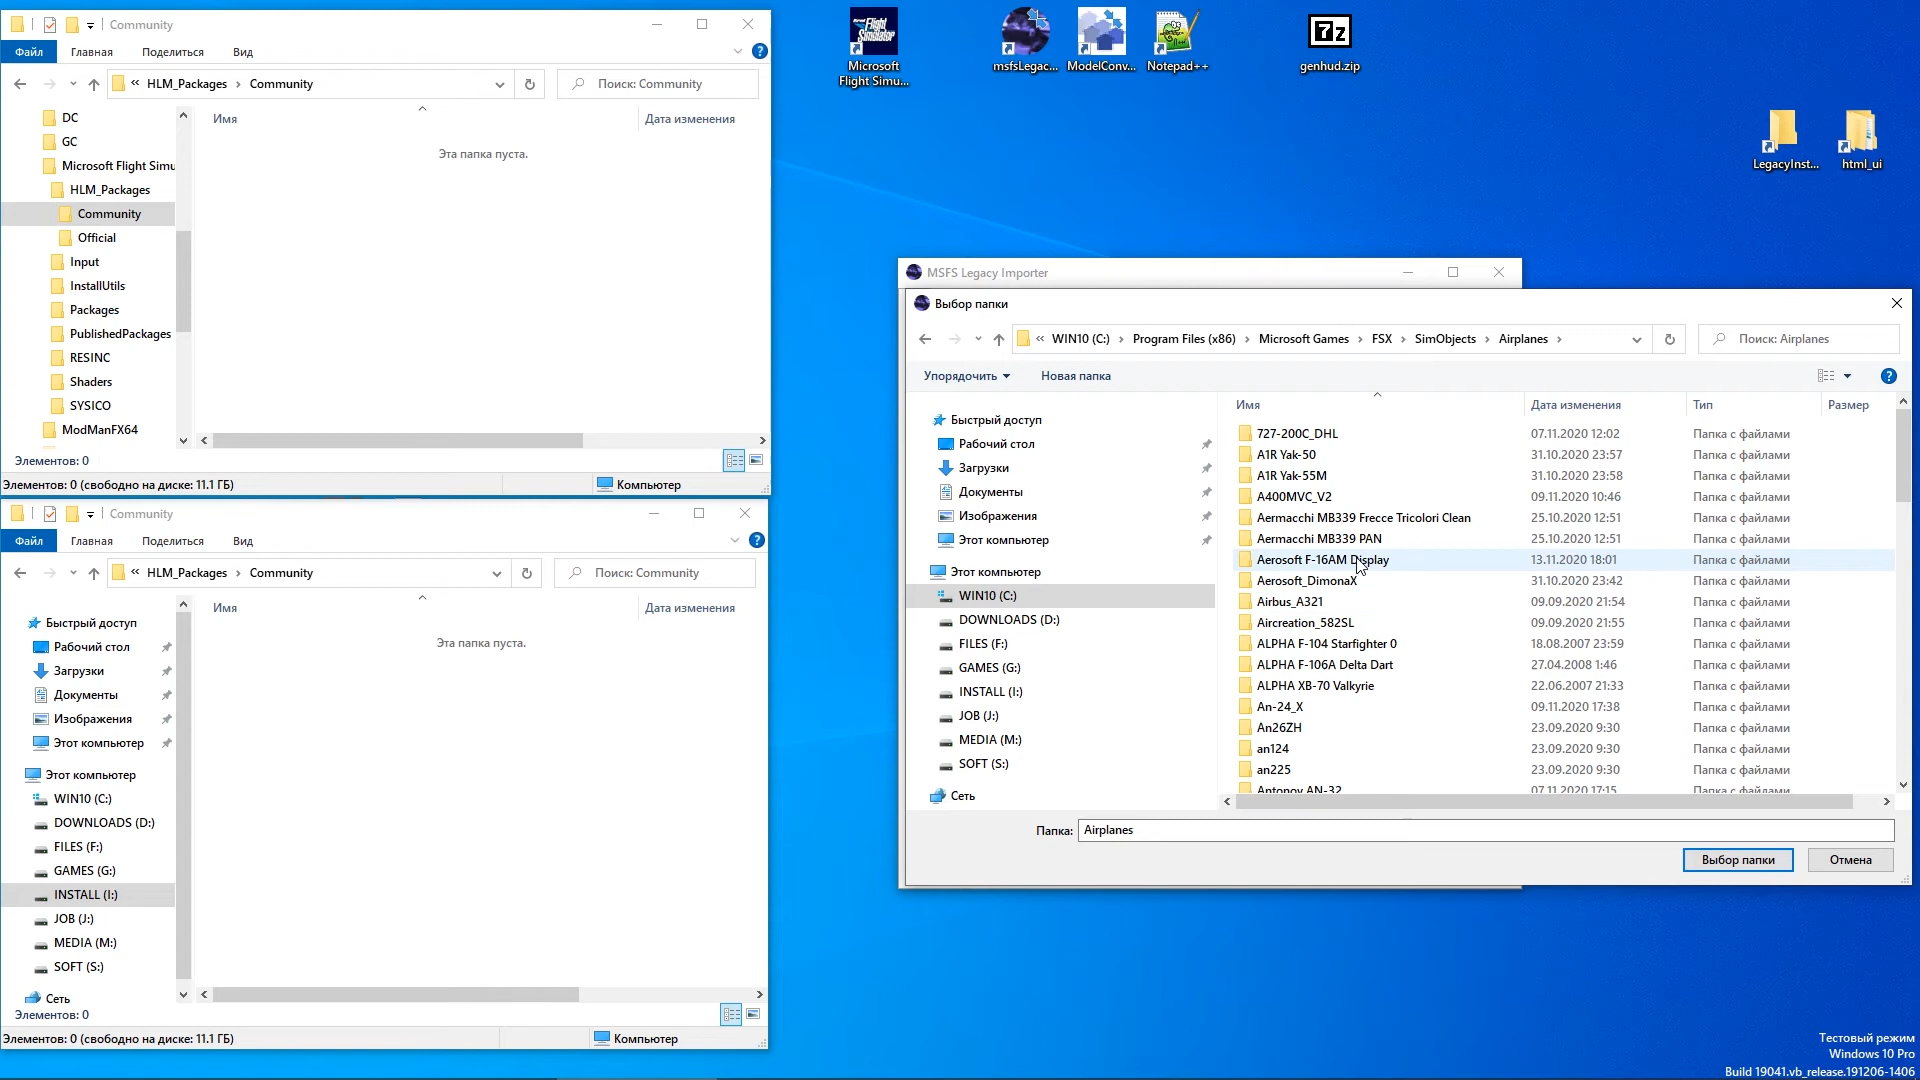 Community
Файл
Главная
Поделиться
Вид
« HLM_Packages > Community
Поиск: Community
DC
GC
Microsoft Flight Simu
HLM_Packages
Community
Official
Input
InstallUtils
Packages
PublishedPackages
RESINC
Shaders
SYSICO
ModManFX64
Имя
Дата изменения
Эта папка пуста.
Элементов: 0
Элементов: 0 (свободно на диске: 11.1 ГБ)
Компьютер
Community
Файл
Главная
Поделиться
Вид
« HLM_Packages > Community
Поиск: Community
Быстрый доступ
Рабочий стол
Загрузки
Документы
Изображения
Этот компьютер
Этот компьютер
WIN10 (C:)
DOWNLOADS (D:)
FILES (F:)
GAMES (G:)
INSTALL (I:)
JOB (J:)
MEDIA (M:)
SOFT (S:)
Сеть
Имя
Дата изменения
Эта папка пуста.
Элементов: 0
Элементов: 0 (свободно на диске: 11.1 ГБ)
Компьютер
Microsoft
Flight Simu...
msfsLegac...
ModelConv...
Notepad++
7z
genhud.zip
LegacyInst...
html_ui
MSFS Legacy Importer
Выбор папки
« WIN10 (C:) > Program Files (x86) > Microsoft Games > FSX > SimObjects > Airplanes >
Поиск: Airplanes
Упорядочить
Новая папка
Быстрый доступ
Рабочий стол
Загрузки
Документы
Изображения
Этот компьютер
Этот компьютер
WIN10 (C:)
DOWNLOADS (D:)
FILES (F:)
GAMES (G:)
INSTALL (I:)
JOB (J:)
MEDIA (M:)
SOFT (S:)
Сеть
Имя Дата изменения Тип Размер
727-200C_DHL 07.11.2020 12:02 Папка с файлами
A1R Yak-50 31.10.2020 23:57 Папка с файлами
A1R Yak-55M 31.10.2020 23:58 Папка с файлами
A400MVC_V2 09.11.2020 10:46 Папка с файлами
Aermacchi MB339 Frecce Tricolori Clean 25.10.2020 12:51 Папка с файлами
Aermacchi MB339 PAN 25.10.2020 12:51 Папка с файлами
Aerosoft F-16AM Display 13.11.2020 18:01 Папка с файлами
Aerosoft_DimonaX 31.10.2020 23:42 Папка с файлами
Airbus_A321 09.09.2020 21:54 Папка с файлами
Aircreation_582SL 09.09.2020 21:55 Папка с файлами
ALPHA F-104 Starfighter 0 18.08.2007 23:59 Папка с файлами
ALPHA F-106A Delta Dart 27.04.2008 1:46 Папка с файлами
ALPHA XB-70 Valkyrie 22.06.2007 21:33 Папка с файлами
An-24_X 09.11.2020 17:38 Папка с файлами
An26ZH 23.09.2020 9:30 Папка с файлами
an124 23.09.2020 9:30 Папка с файлами
an225 23.09.2020 9:30 Папка с файлами
Antonov AN-32 07.11.2020 17:15 Папка с файлами
Папка: Airplanes
Выбор папки
Отмена
Тестовый режим
Windows 10 Pro
Build 19041.vb_release.191206-1406